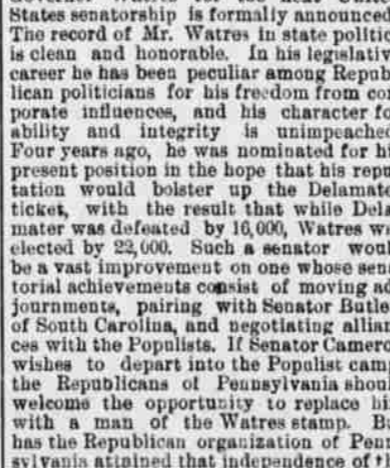 States senatorship is formally announced
The record of Mr. Watres in state politic
is clean and honorable. In his legislativ
career he has been peculiar among Repub
lican politicians for his freedom from cor
porate influences, and his character fo
ability and integrity is unimpeached
Four years ago, he was nominated for hi
present position in the hope that his repu
tation would bolster up the Delamate
ticket, with the result that while Dela
mater was defeated by 16,000, Watres w
elected by 22,000. Such a senator woul
be a vast improvement on one whose sen
torial achievements consist of moving ad
journments, pairing with Senator Butle
of South Carolina, and negotiating allian
ces with the Populists. If Senator Camero
wishes to depart into the Populist camp
the Republicans of Pennsylvania shoul
welcome the opportunity to replace hi
with a man of the Watres stamp. Bu
has the Republican organization of Penn
sylvania attained that independence of th